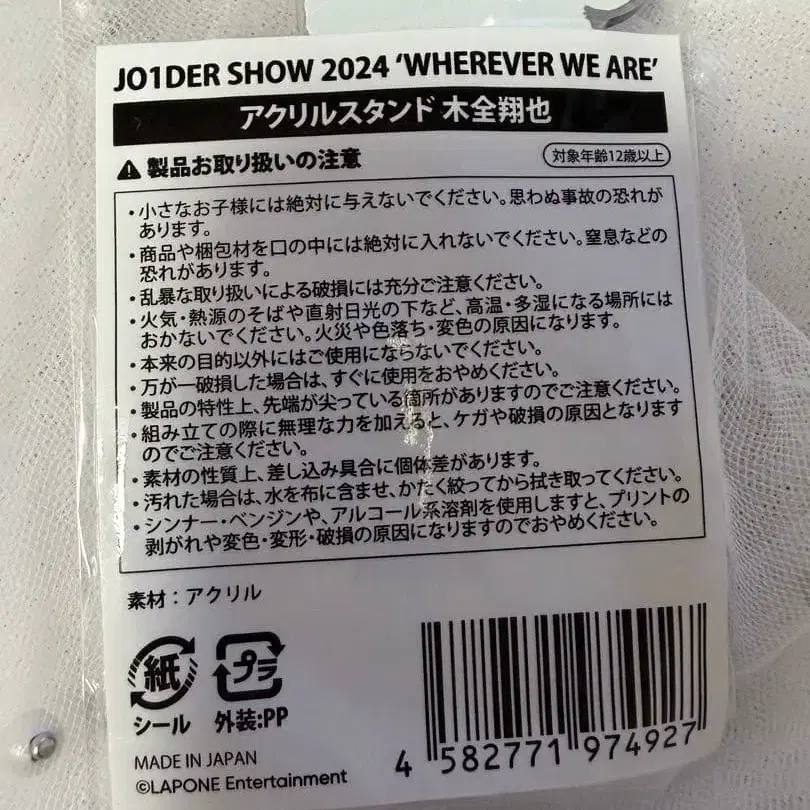 JO1DER SHOW 2024 ‘WHEREVER WE ARE’
アクリルスタンド 木全翔也
製品お取り扱いの注意
対象年齢12歳以上
・小さなお子様には絶対に与えないでください。思わぬ事故の恐れが
あります。
・商品や梱包材を口の中には絶対に入れないでください。窒息などの
恐れがあります。
・乱暴な取り扱いによる破損には充分ご注意ください。
・火気・熱源のそばや直射日光の下など、高温・多湿になる場所には
おかないでください。火災や色落ち・変色の原因になります。
・本来の目的以外にはご使用にならないでください。
・万が一破損した場合は、すぐに使用をおやめください。
・製品の特性上、先端が尖っている箇所がありますのでご注意ください。
・組み立ての際に無理な力を加えると、ケガや破損の原因となります
のでご注意ください。
・素材の性質上、差し込み具合に個体差があります。
・汚れた場合は、水を布に含ませ、かたく絞ってから拭き取ってください。
・シンナー・ベンジンや、アルコール系溶剤を使用しますと、プリントの
剥がれや変色・変形・破損の原因になりますのでおやめください。
素材：アクリル
紙
プラ
シール
外装:PP
MADE IN JAPAN
©LAPONE Entertainment
4 582771 974927